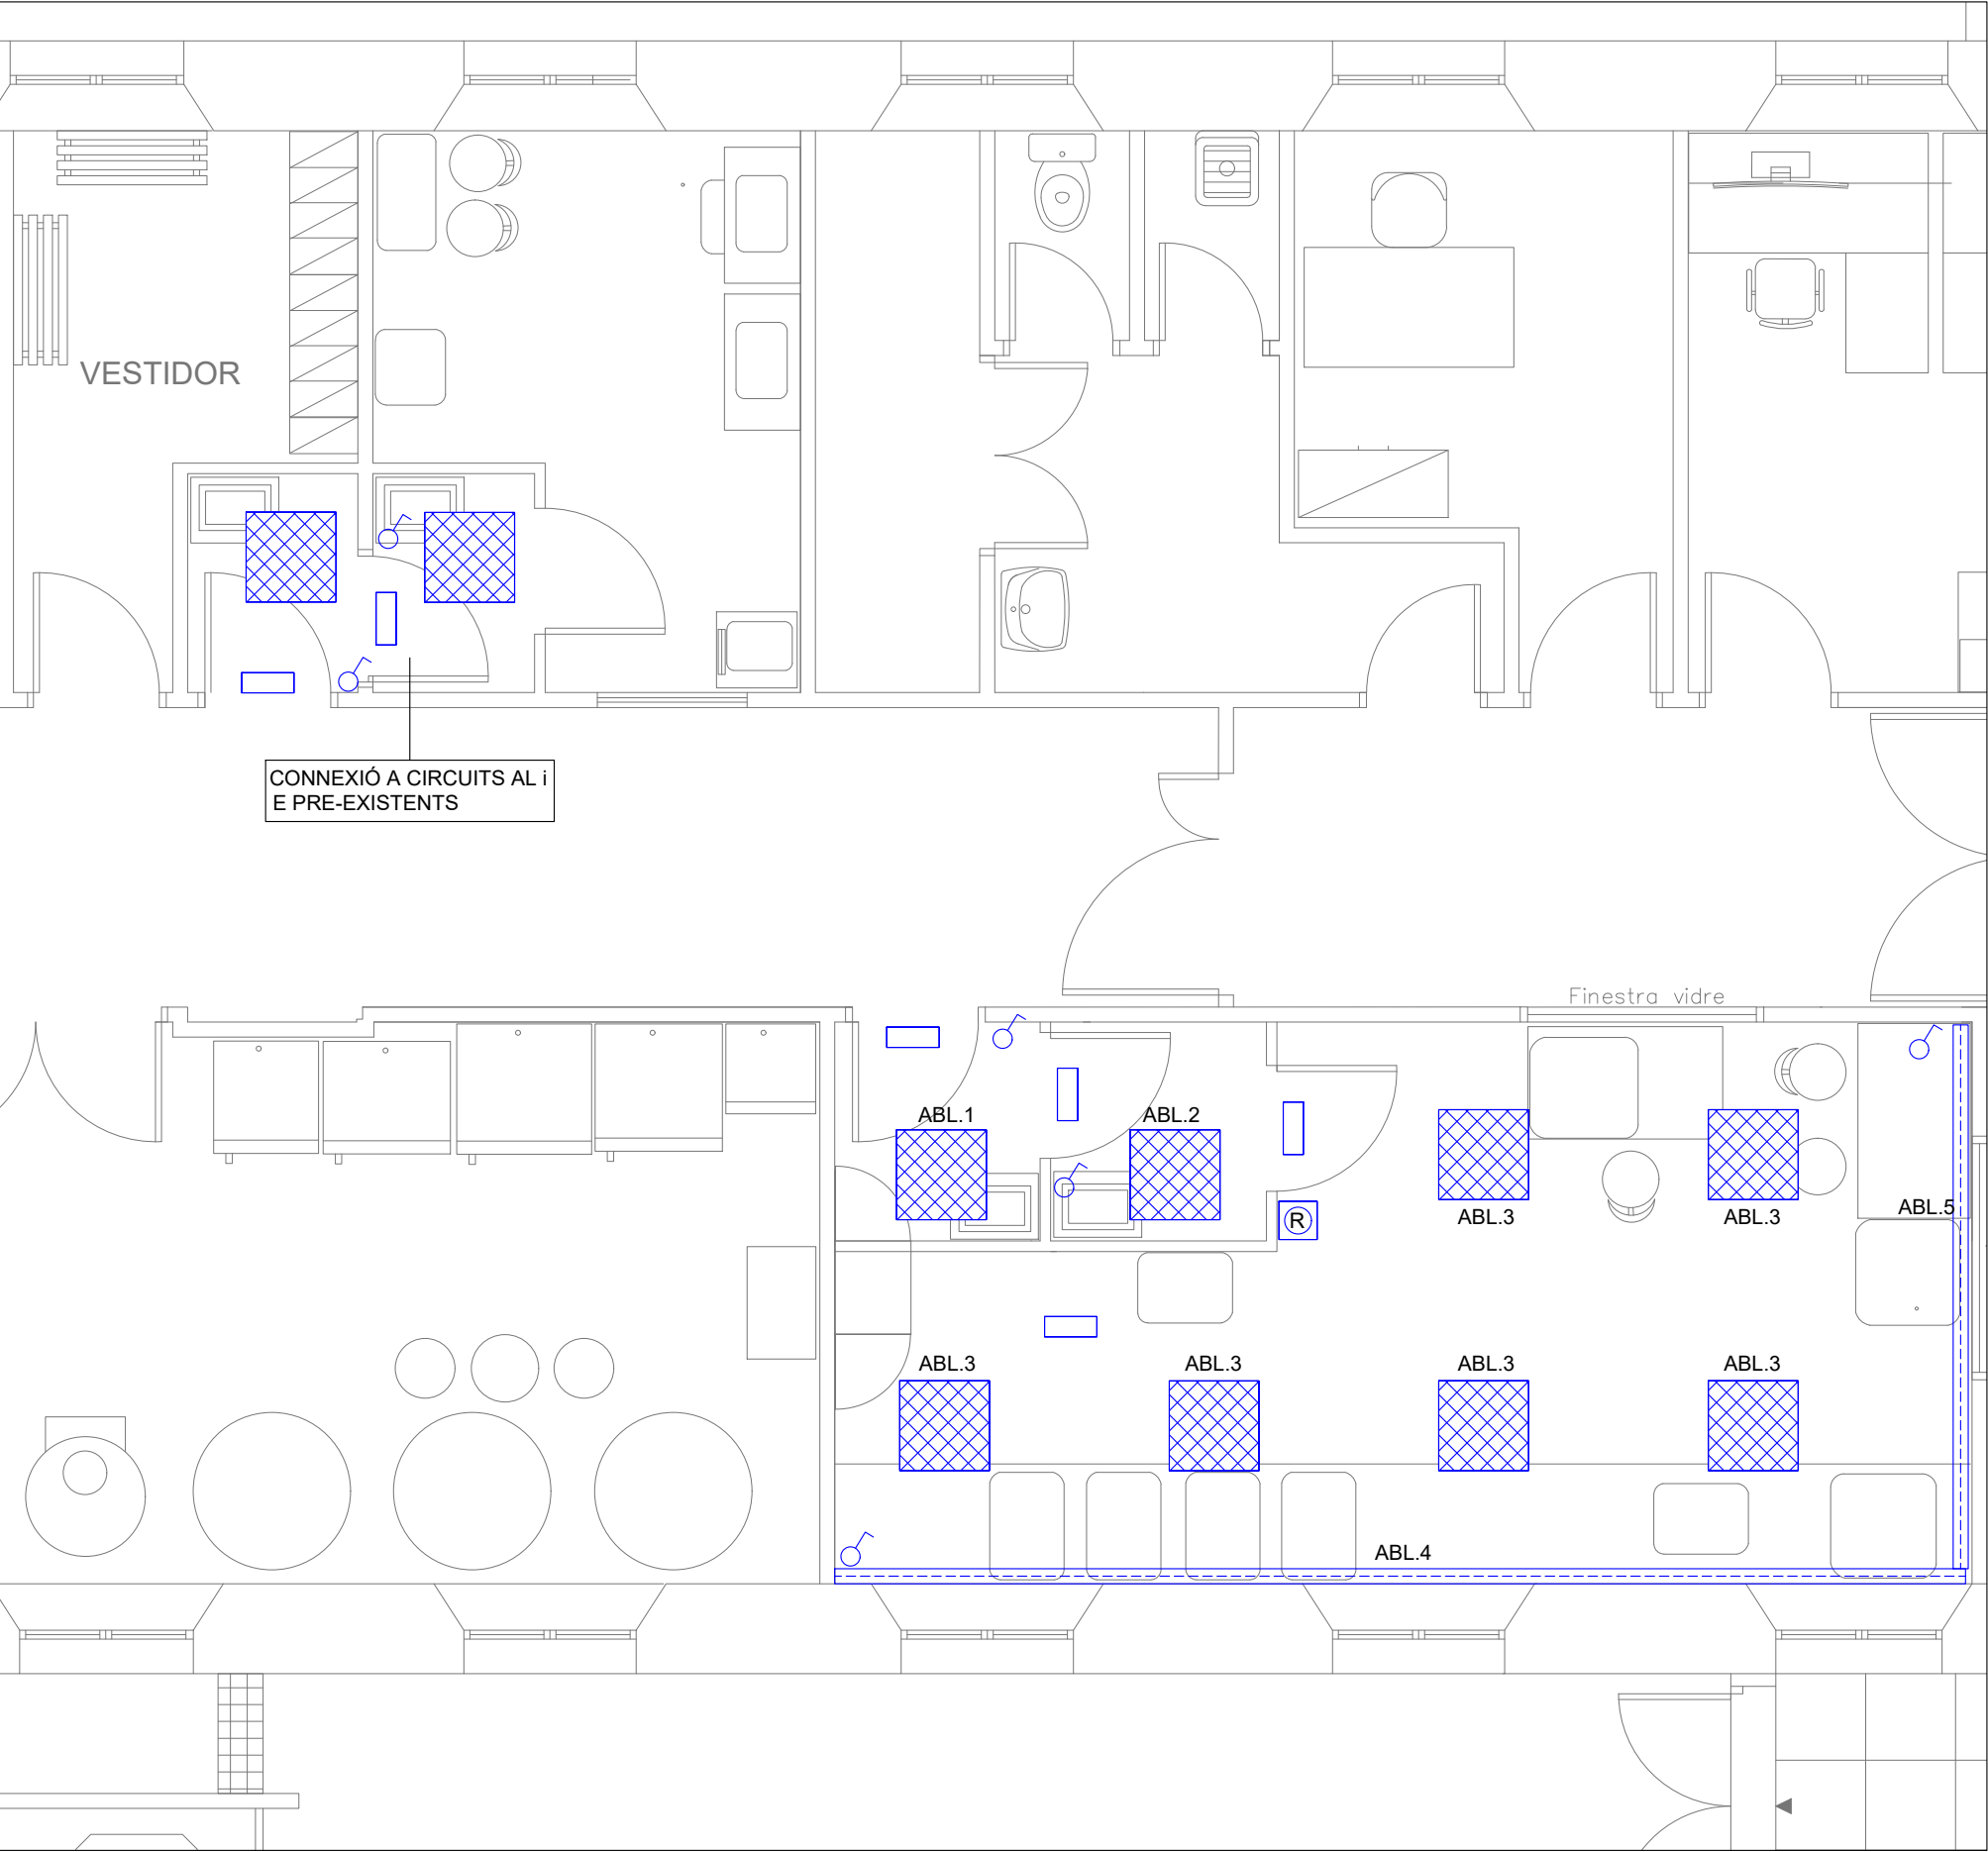 VESTIDOR
CONNEXIÓ A CIRCUITS AL i
E PRE-EXISTENTS
Finestra vidre
ABL.1
ABL.2
ABL.3
ABL.3
ABL.5
R
ABL.3
ABL.3
ABL.3
ABL.3
ABL.4